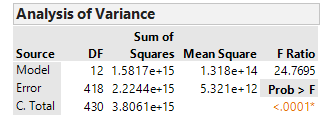 Analysis of Variance
Sum of
Source DF Squares Mean Square F Ratio
Model 12 1.5817e+15 1.318e+14 24.7695
Error 418 2.2244e+15 5.321e+12 Prob > F
C. Total 430 3.8061e+15 <.0001*